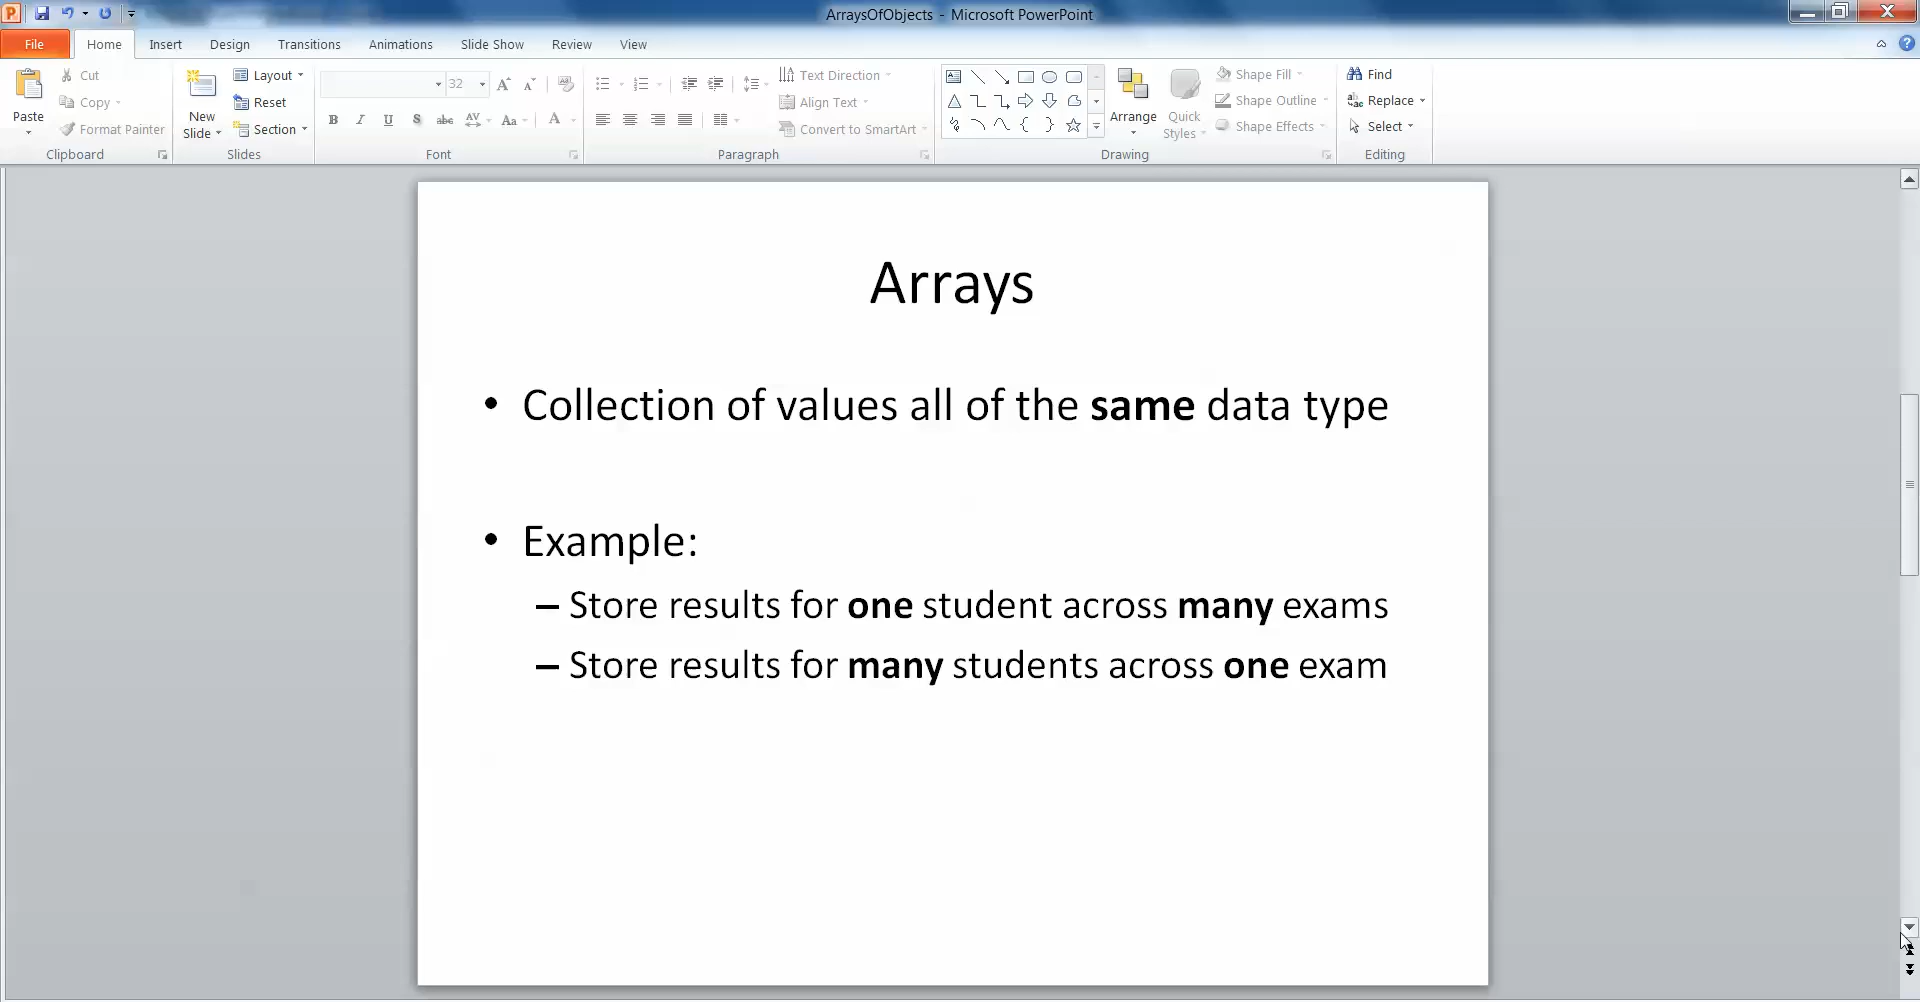 ArraysOfObjects - Microsoft PowerPoint
File Home Insert Design Transitions Animations Slide Show Review View
Paste
Cut
Copy
Format Painter
Clipboard
New
Slide
Layout
Reset
Section
Slides
32
B I U S abc AV Aa A
Font
Text Direction
Align Text
Convert to SmartArt
Paragraph
Arrange
Quick
Styles
Shape Fill
Shape Outline
Shape Effects
Drawing
Find
Replace
Select
Editing
Arrays
• Collection of values all of the same data type
• Example:
– Store results for one student across many exams
– Store results for many students across one exam